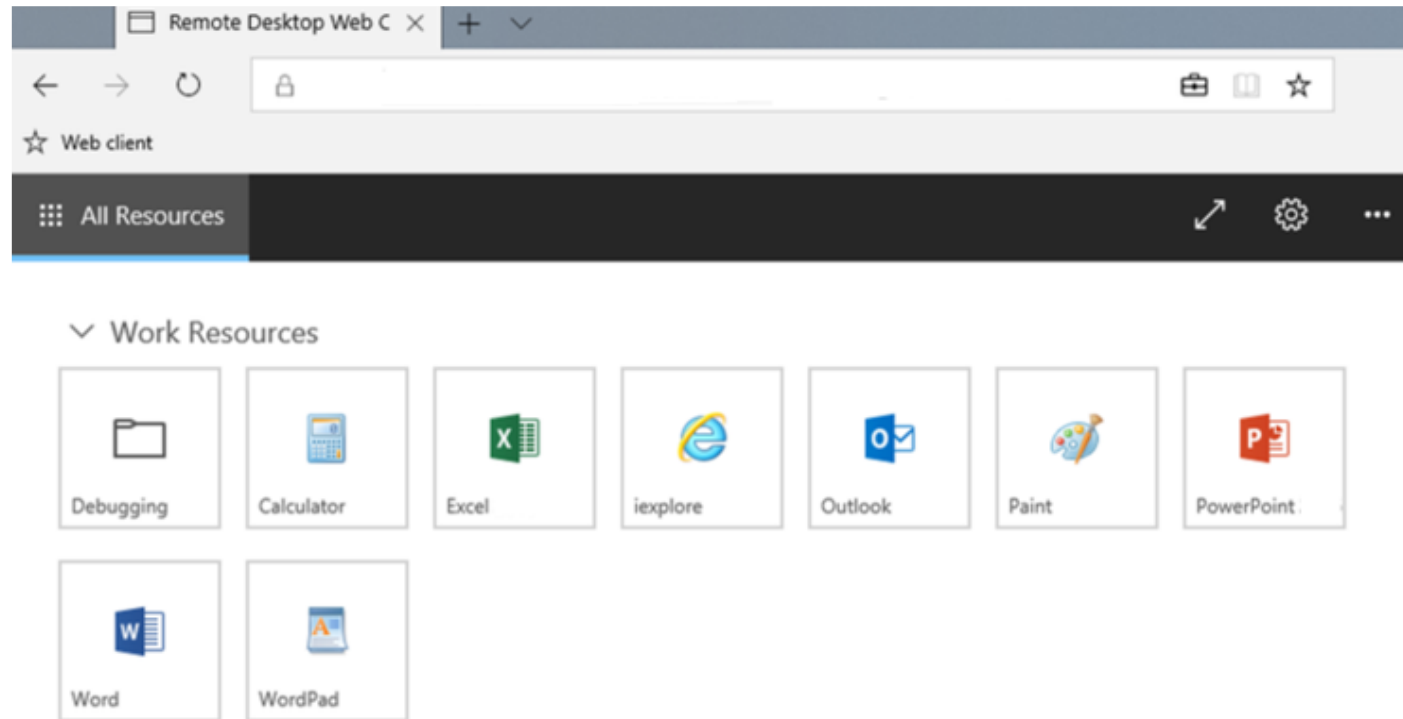 Remote Desktop Web C
Web client
All Resources
Work Resources
Debugging
Calculator
Excel
iexplore
Outlook
Paint
PowerPoint
Word
WordPad